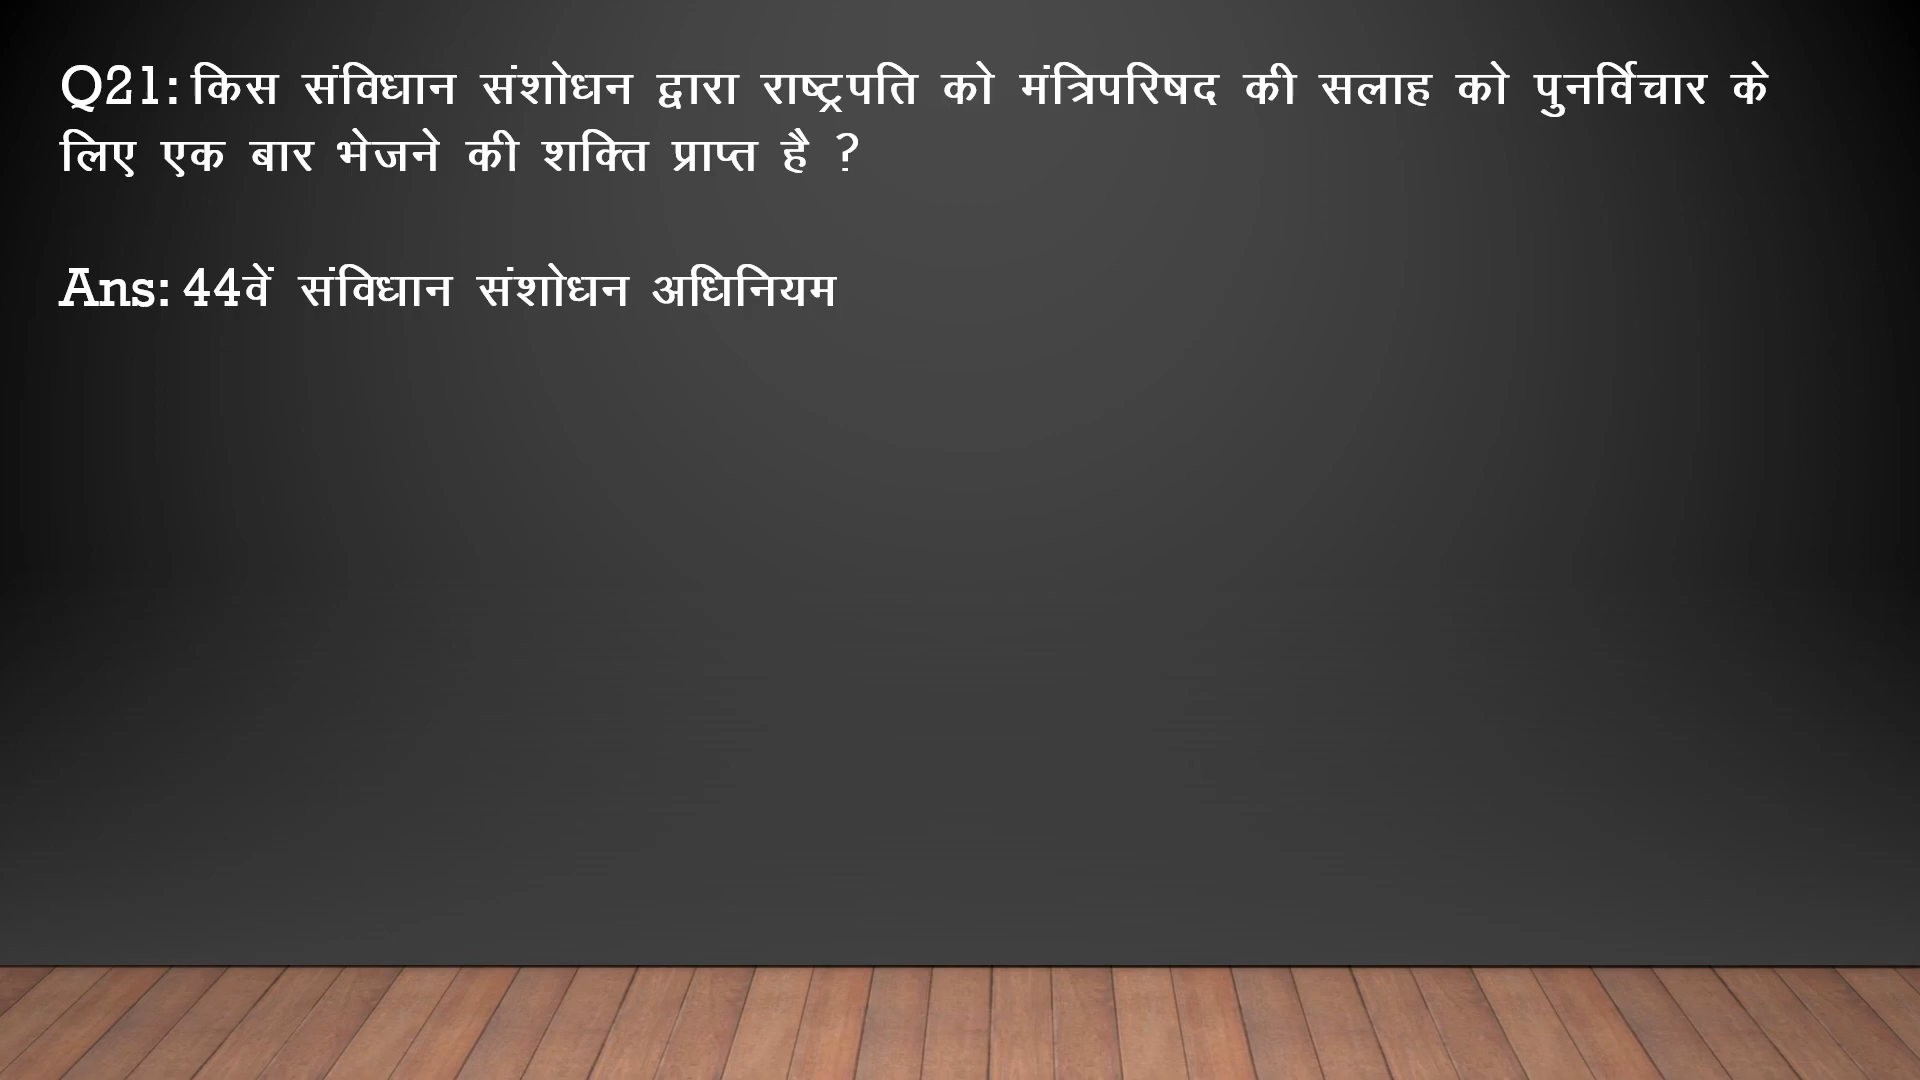 Q21: किस संविधान संशोधन द्वारा राष्ट्रपति को मंत्रिपरिषद की सलाह को पुनर्विचार के
लिए एक बार भेजने की शक्ति प्राप्त है ?
Ans: 44वें संविधान संशोधन अधिनियम